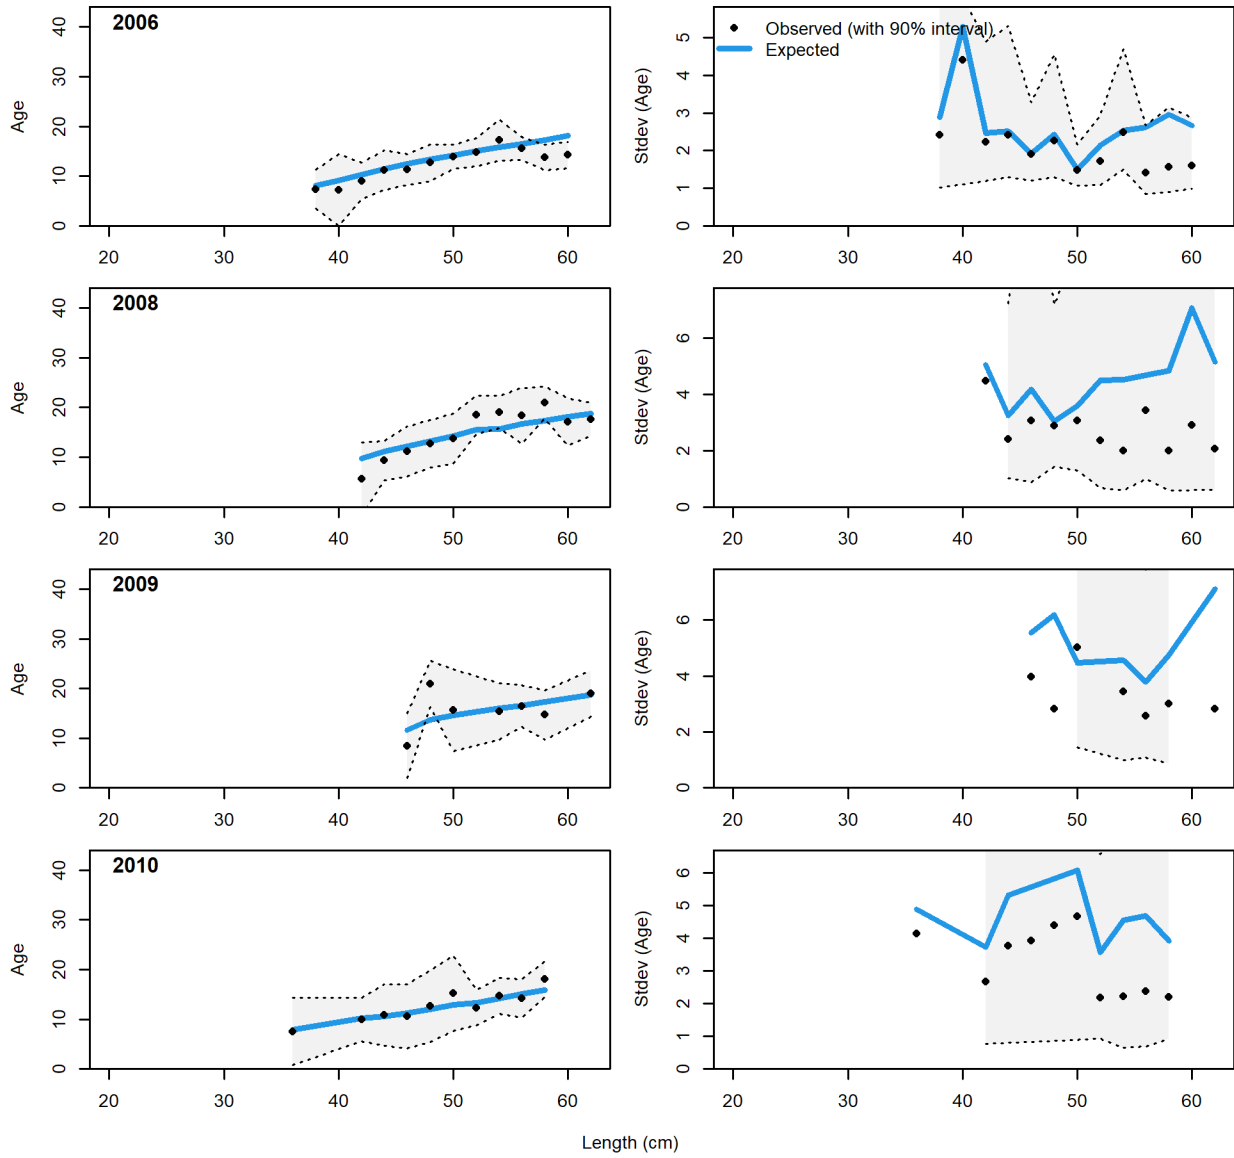 2006
Age
0 10 20 30 40
20 30 40 50 60
Observed (with 90% interval)
Expected
Stdev (Age)
0 1 2 3 4 5
20 30 40 50 60
2008
Age
0 10 20 30 40
20 30 40 50 60
Stdev (Age)
0 2 4 6
20 30 40 50 60
2009
Age
0 10 20 30 40
20 30 40 50 60
Stdev (Age)
0 2 4 6
20 30 40 50 60
2010
Age
0 10 20 30 40
20 30 40 50 60
Stdev (Age)
0 1 2 3 4 5 6
20 30 40 50 60
Length (cm)